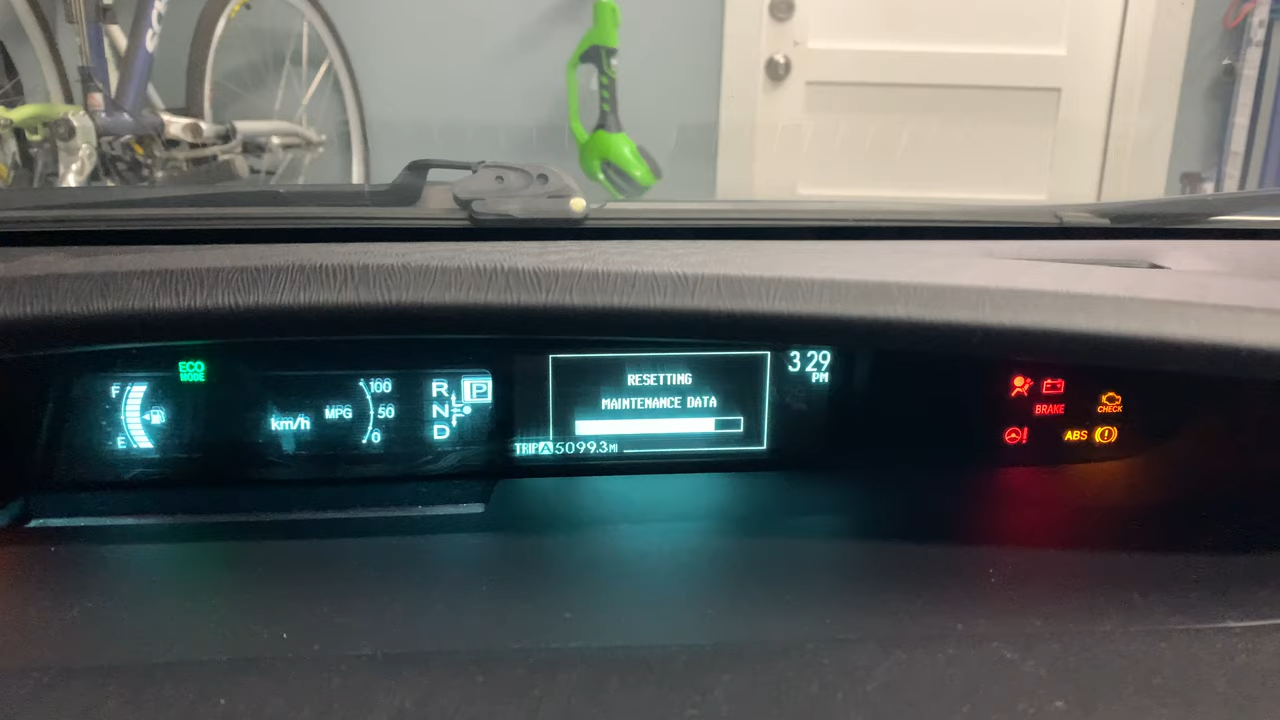 ECO
MODE
F
E
km/h
MPG
100
50
0
R
N
D
P
RESETTING
MAINTENANCE DATA
TRIP A 5099.3 MI
3 29
PM
BRAKE
CHECK
ABS